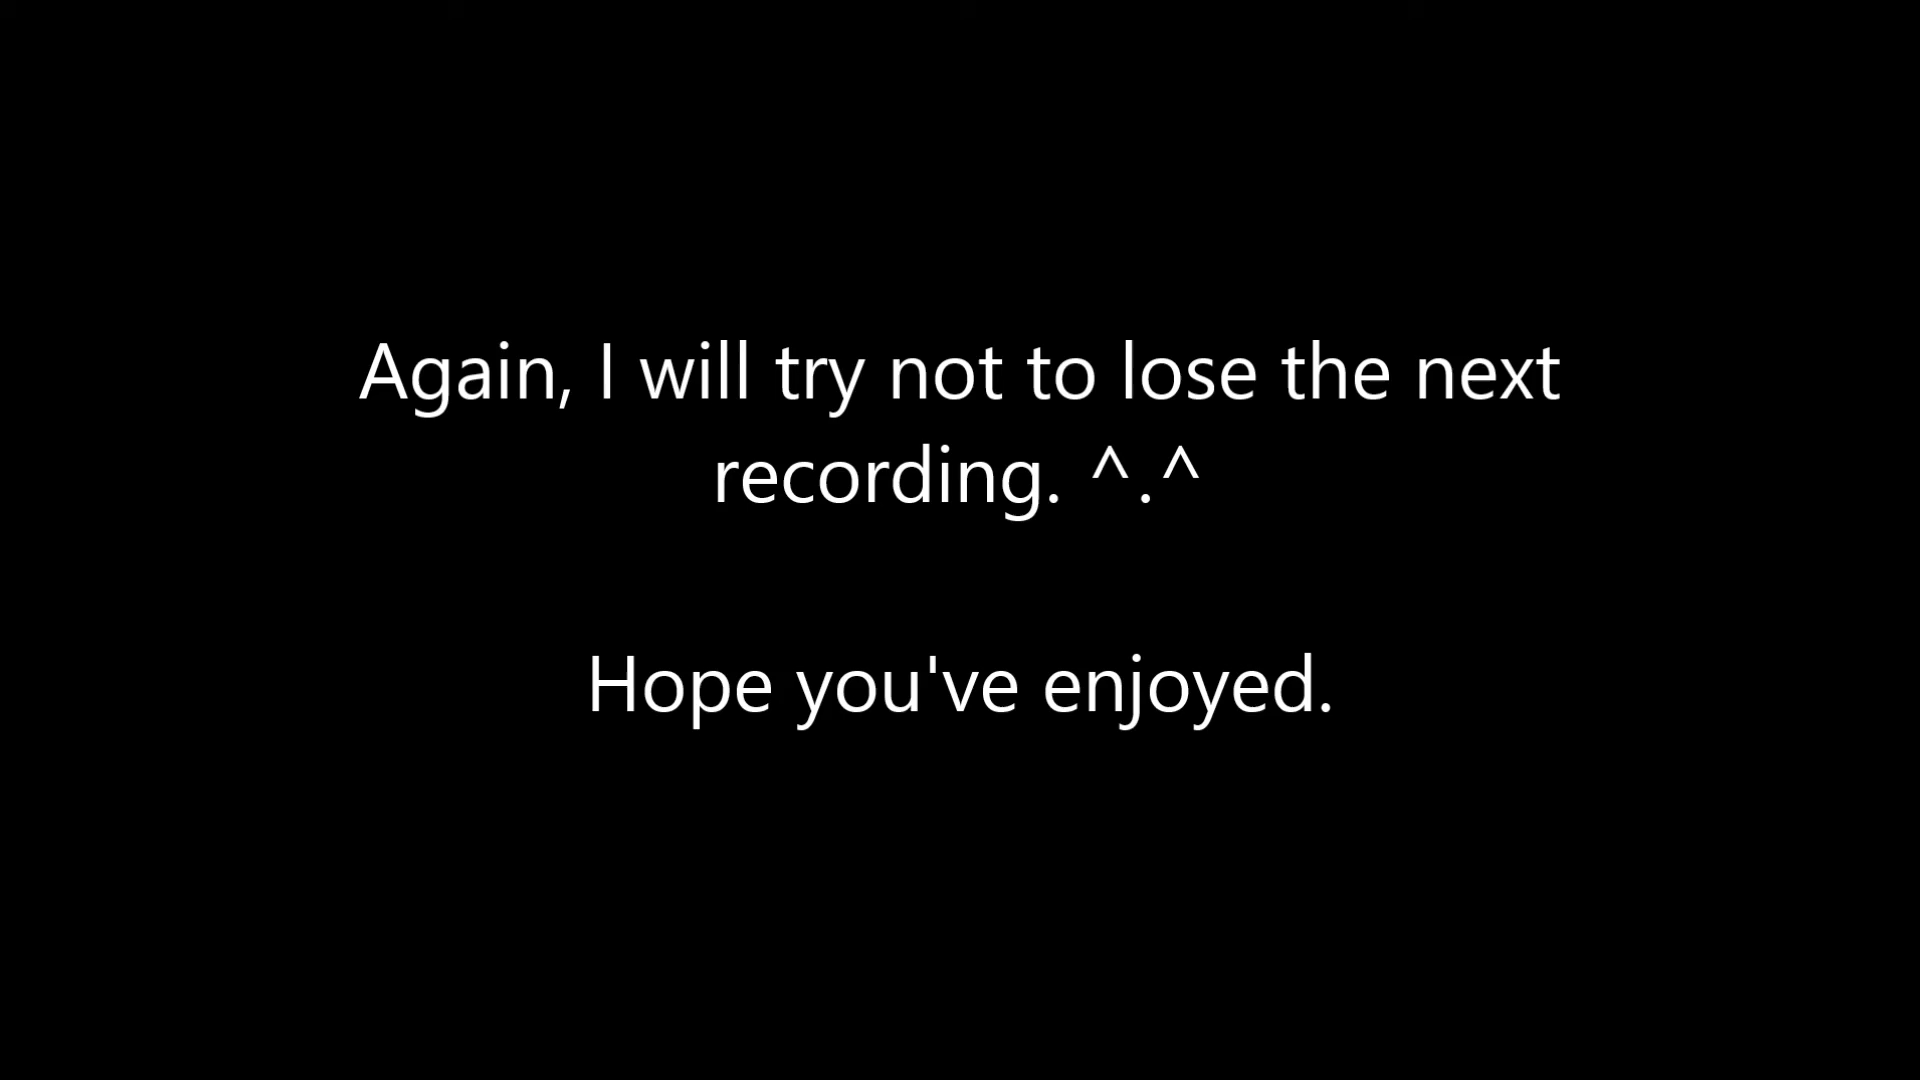 Again, I will try not to lose the next
recording. ^.^
Hope you've enjoyed.